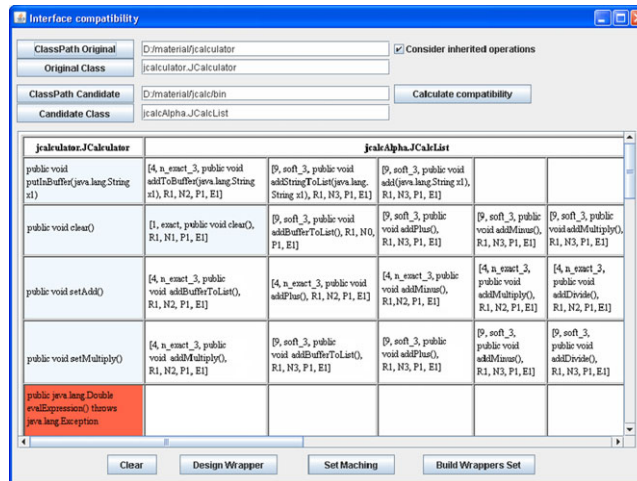 Interface compatibility
ClassPath Original
D:/material/jcalculator
Consider inherited operations
Original Class
jcalculator.JCalculator
ClassPath Candidate
D:/material/jcalc/bin
Calculate compatibility
Candidate Class
jcalcAlpha.JCalcList
jcalculator.JCalculator
jcalcAlpha.JCalcList
public void
putInBuffer(java.lang.String
x1)
[4, n_exact_3, public void
addToBuffer(java.lang.String
x1), R1, N2, P1, E1]
[9, soft_3, public void
addStringToList(java.lang.
String x1), R1, N3, P1, E1]
[9, soft_3, public void
add(java.lang.String x1),
R1, N3, P1, E1]
public void clear()
[1, exact, public void clear(),
R1, N1, P1, E1]
[9, soft_3, public void
addBufferToList(), R1, N0,
P1, E1]
[9, soft_3, public
void addPlus(),
R1, N3, P1, E1]
[9, soft_3, public
void addMinus(),
R1, N3, P1, E1]
[9, soft_3, public
void addMultiply(),
R1, N3, P1, E1]
public void setAdd()
[4, n_exact_3, public
void addBufferToList(),
R1, N2, P1, E1]
[4, n_exact_3, public void
addPlus(), R1, N2, P1, E1]
[4, n_exact_3, public
void addMinus(),
R1,N2, P1, E1]
[4, n_exact_3,
public void
addMultiply(),
R1, N2, P1, E1]
[4, n_exact_3,
public void
addDivide(),
R1, N2, P1, E1]
public void setMultiply()
[4, n_exact_3, public
void addMultiply(),
R1, N2, P1, E1]
[9, soft_3, public
void addBufferToList(),
R1, N3, P1, E1]
[9, soft_3, public
void addPlus(),
R1, N3, P1, E1]
[9, soft_3,
public void
addMinus(),
R1, N3, P1, E1]
[9, soft_3,
public void
addDivide(),
R1, N3, P1, E1]
public java.lang.Double
evalExpression() throws
java.lang.Exception
Clear
Design Wrapper
Set Maching
Build Wrappers Set